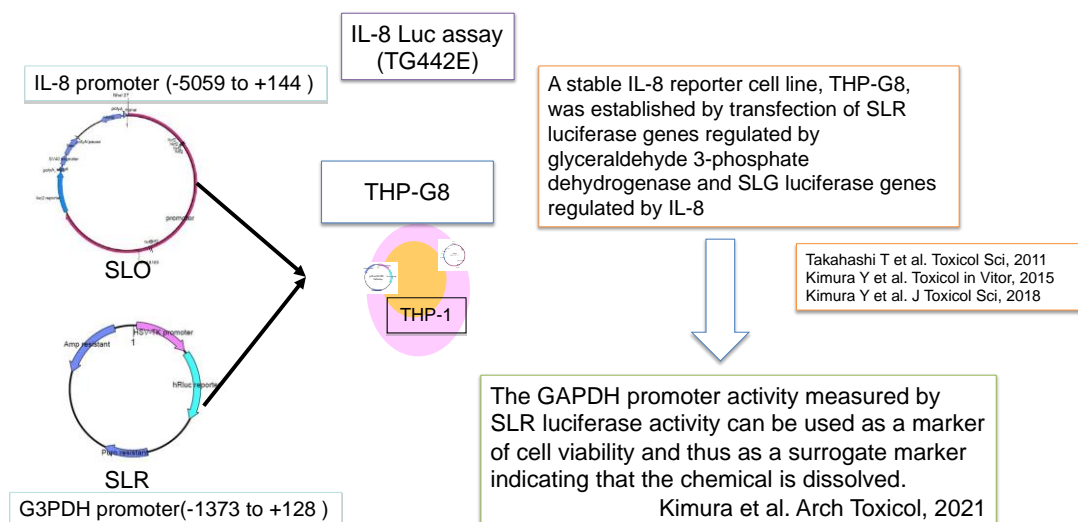 IL-8 Luc assay
(TG442E)
IL-8 promoter (-5059 to +144 )
promoter
SLO
THP-G8
THP-1
A stable IL-8 reporter cell line, THP-G8,
was established by transfection of SLR
luciferase genes regulated by
glyceraldehyde 3-phosphate
dehydrogenase and SLG luciferase genes
regulated by IL-8
Takahashi T et al. Toxicol Sci, 2011
Kimura Y et al. Toxicol in Vitor, 2015
Kimura Y et al. J Toxicol Sci, 2018
HSV-TK promoter
1
Amp resistant
hRluc reporter
Puro resistant
SLR
G3PDH promoter(-1373 to +128 )
The GAPDH promoter activity measured by
SLR luciferase activity can be used as a marker
of cell viability and thus as a surrogate marker
indicating that the chemical is dissolved.
Kimura et al. Arch Toxicol, 2021